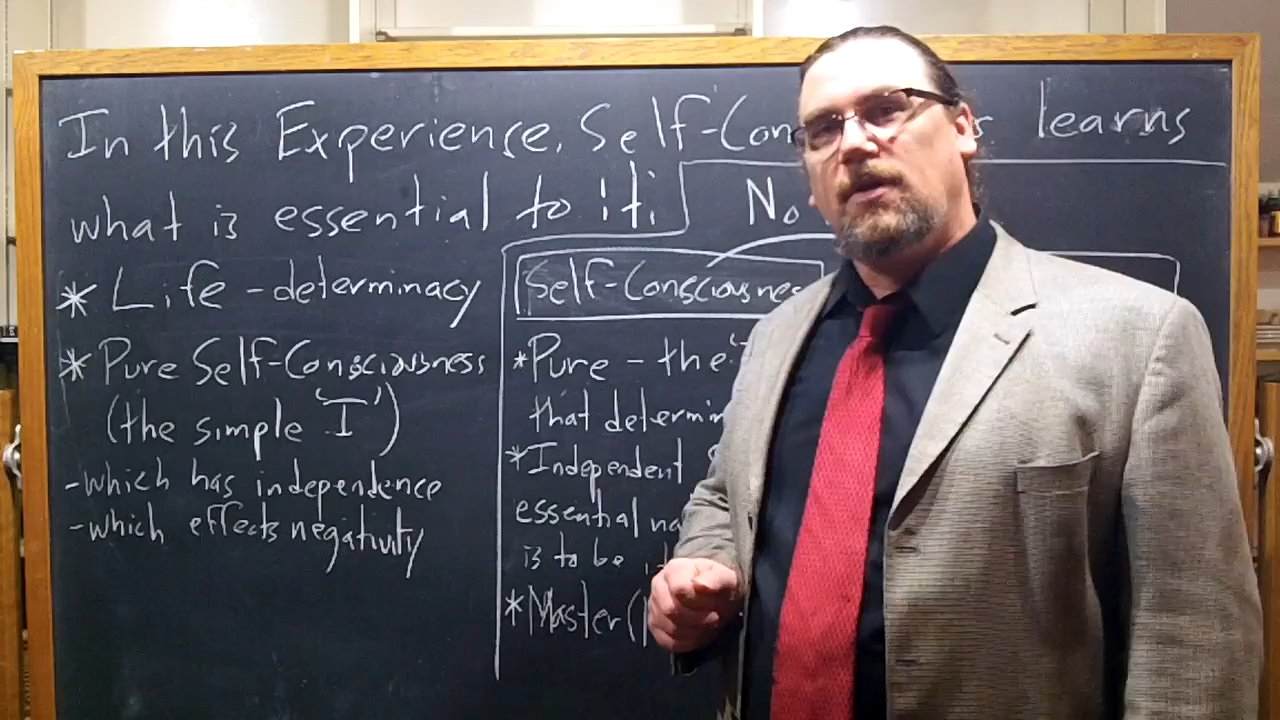 In this Experience, Self-Con learns
what is essential to it:
No
* Life - determinacy
* Pure Self-Consciousness
(the simple "I")
- which has independence
- which effects negativity
Self-Consciousnes
* Pure - the
that determin
* Independent
essential na
is to be it
* Master (